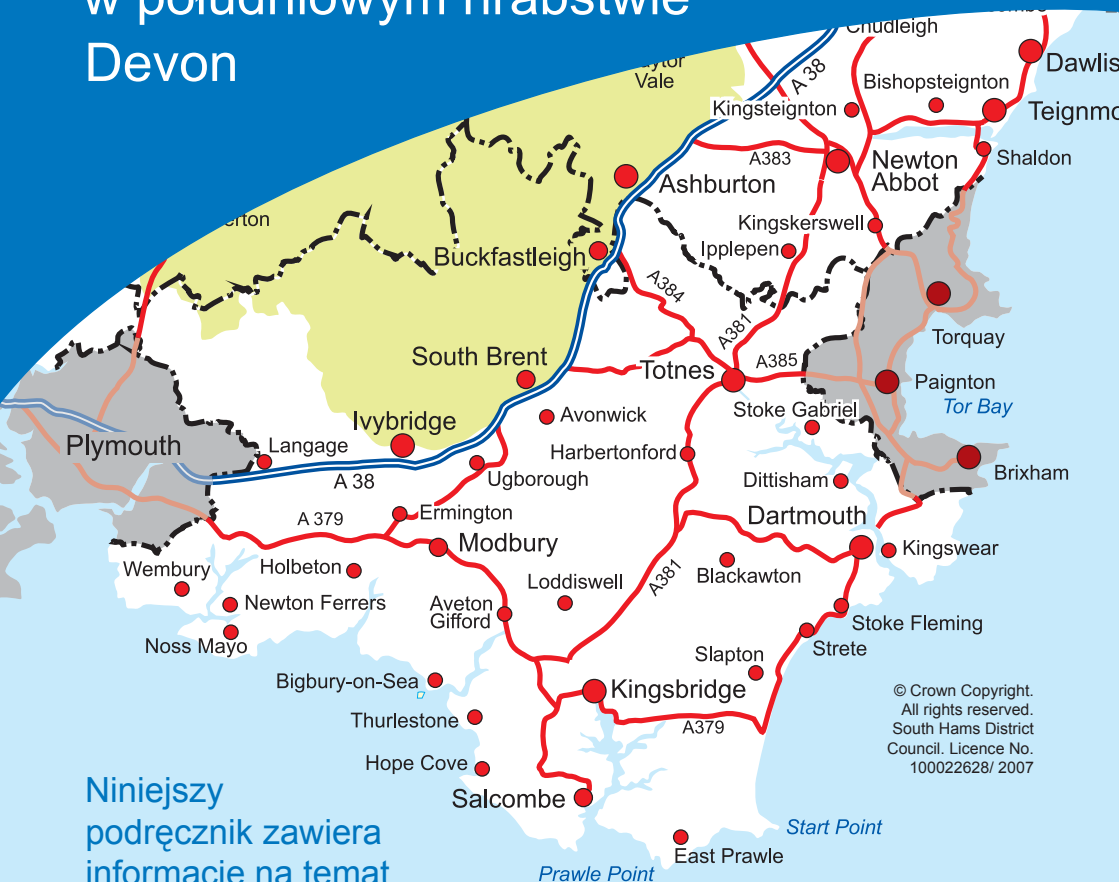 w południowym hrabstwie
Devon
Chudleigh
Vale
A 38
Bishopsteignton
Kingsteignton
A383
Newton
Abbot
Shaldon
Ashburton
Kingskerswell
Ipplepen
Buckfastleigh
A384
A381
Torquay
South Brent
Totnes
A385
Paignton
Tor Bay
Stoke Gabriel
Avonwick
Ivybridge
Plymouth
Langage
Harbertonford
Brixham
A 38
Ugborough
Dittisham
A 379
Ermington
Dartmouth
Modbury
Kingswear
Wembury
Holbeton
Loddiswell
A381
Blackawton
Newton Ferrers
Aveton
Gifford
Stoke Fleming
Noss Mayo
Strete
Slapton
Bigbury-on-Sea
Kingsbridge
© Crown Copyright.
All rights reserved.
South Hams District
Council. Licence No.
100022628/ 2007
Thurlestone
A379
Hope Cove
Salcombe
Start Point
East Prawle
Prawle Point
Niniejszy
podręcznik zawiera
informacje na temat